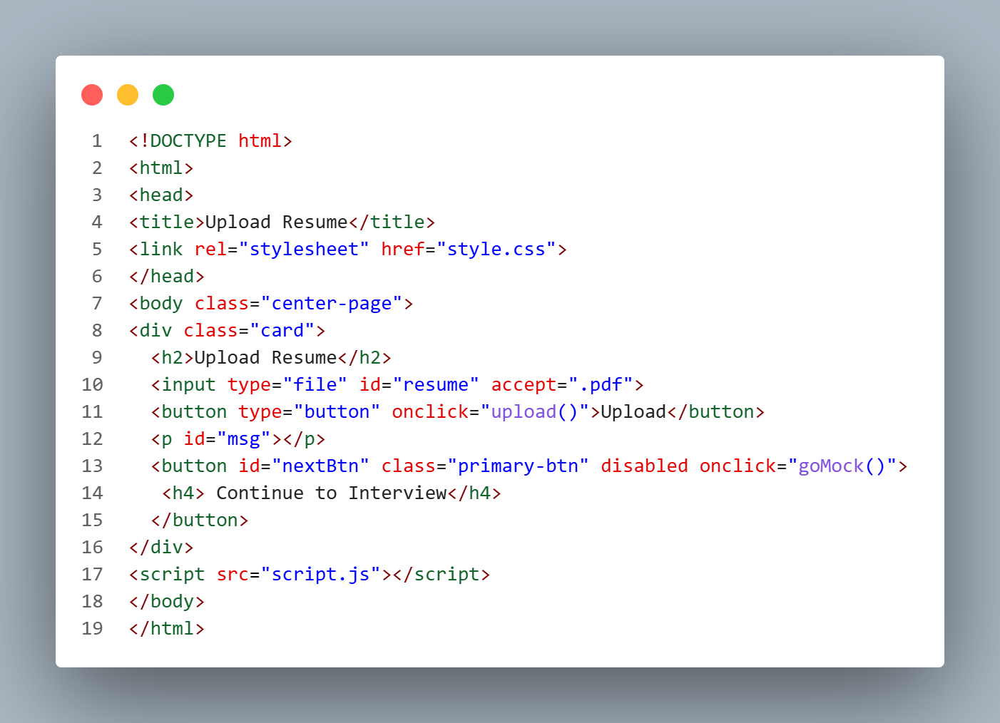 1 <!DOCTYPE html>
2 <html>
3 <head>
4 <title>Upload Resume</title>
5 <link rel="stylesheet" href="style.css">
6 </head>
7 <body class="center-page">
8 <div class="card">
9   <h2>Upload Resume</h2>
10   <input type="file" id="resume" accept=".pdf">
11   <button type="button" onclick="upload()">Upload</button>
12   <p id="msg"></p>
13   <button id="nextBtn" class="primary-btn" disabled onclick="goMock()">
14    <h4> Continue to Interview</h4>
15   </button>
16 </div>
17 <script src="script.js"></script>
18 </body>
19 </html>